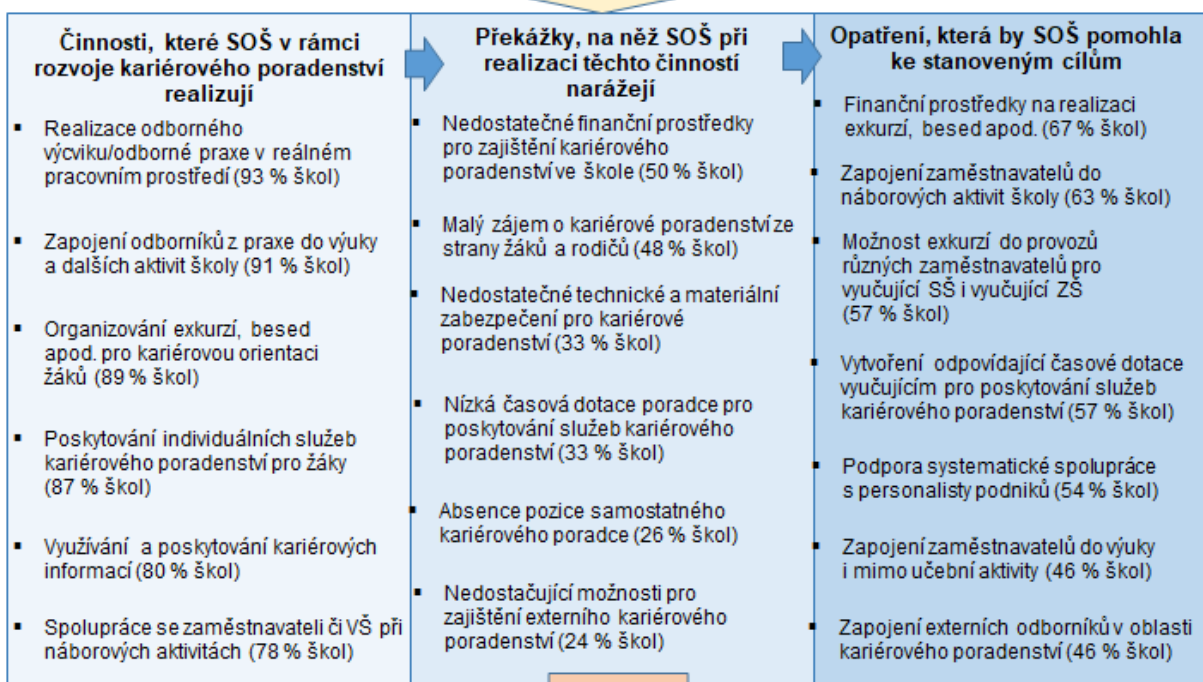 Činnosti, které SOŠ v rámci
rozvoje kariérového poradenství
realizují
▪ Realizace odborného
výcviku/odborné praxe v reálném
pracovním prostředí (93 % škol)
▪ Zapojení odborníků z praxe do výuky
a dalších aktivit školy (91 % škol)
▪ Organizování exkurzí, besed
apod. pro kariérovou orientaci
žáků (89 % škol)
▪ Poskytování individuálních služeb
kariérového poradenství pro žáky
(87 % škol)
▪ Využívání a poskytování kariérových
informací (80 % škol)
▪ Spolupráce se zaměstnavateli či VŠ při
náborových aktivitách (78 % škol)
Překážky, na něž SOŠ při
realizaci těchto činností
narážejí
▪ Nedostatečné finanční prostředky
pro zajištění kariérového
poradenství ve škole (50 % škol)
▪ Malý zájem o kariérové poradenství ze
strany žáků a rodičů (48 % škol)
▪ Nedostatečné technické a materiální
zabezpečení pro kariérové
poradenství (33 % škol)
▪ Nízká časová dotace poradce pro
poskytování služeb kariérového
poradenství (33 % škol)
▪ Absence pozice samostatného
kariérového poradce (26 % škol)
▪ Nedostačující možnosti pro
zajištění externího kariérového
poradenství (24 % škol)
Opatření, která by SOŠ pomohla
ke stanoveným cílům
▪ Finanční prostředky na realizaci
exkurzí, besed apod. (67 % škol)
▪ Zapojení zaměstnavatelů do
náborových aktivit školy (63 % škol)
▪ Možnost exkurzí do provozů
různých zaměstnavatelů pro
vyučující SŠ i vyučující ZŠ
(57 % škol)
▪ Vytvoření odpovídající časové dotace
vyučujícím pro poskytování služeb
kariérového poradenství (57 % škol)
▪ Podpora systematické spolupráce
s personalisty podniků (54 % škol)
▪ Zapojení zaměstnavatelů do výuky
i mimo učební aktivity (46 % škol)
▪ Zapojení externích odborníků v oblasti
kariérového poradenství (46 % škol)